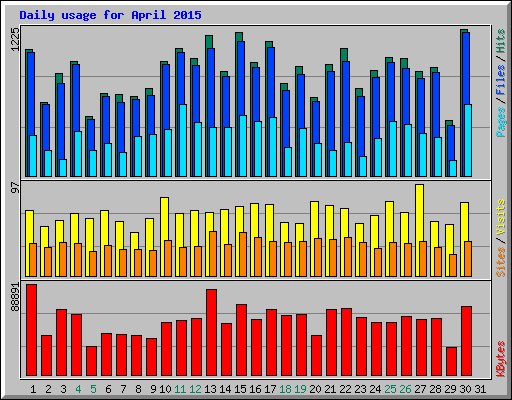 Daily usage for April 2015
1225
Pages / Files / Hits
97
Sites / Visits
88891
KBytes
1 2 3 4 5 6 7 8 9 10 11 12 13 14 15 16 17 18 19 20 21 22 23 24 25 26 27 28 29 30 31